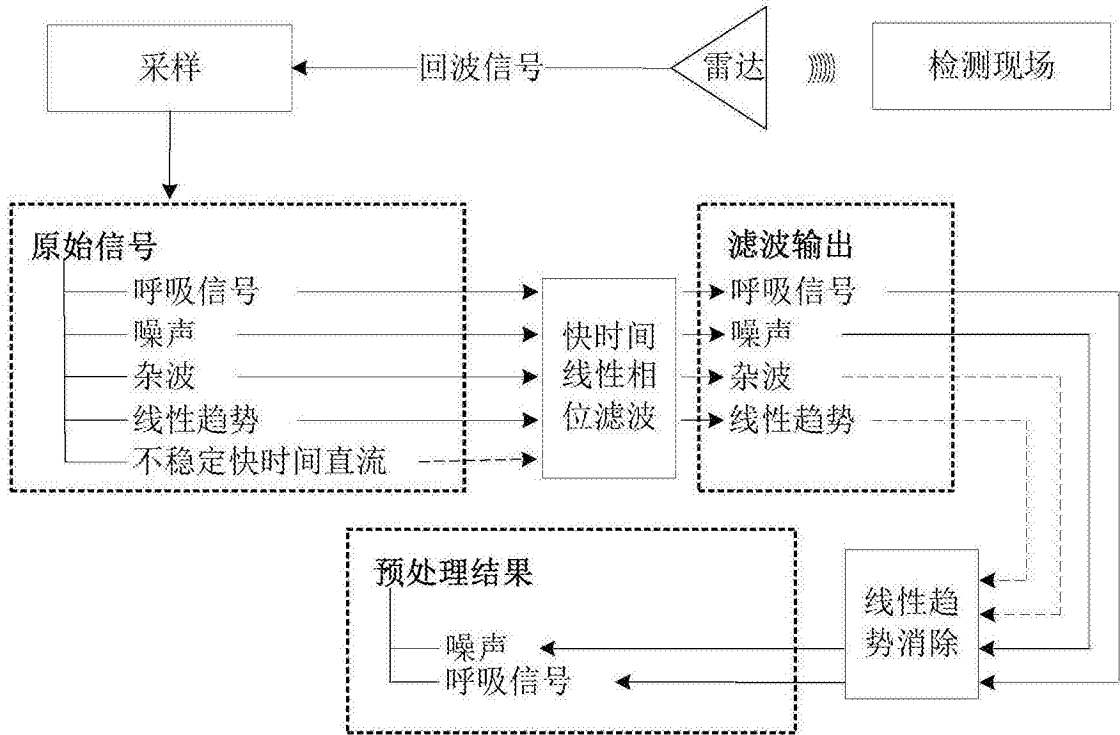 采样
回波信号
雷达
检测现场
原始信号
呼吸信号
噪声
杂波
线性趋势
不稳定快时间直流
快时间
线性相
位滤波
滤波输出
呼吸信号
噪声
杂波
线性趋势
预处理结果
噪声
呼吸信号
线性趋
势消除